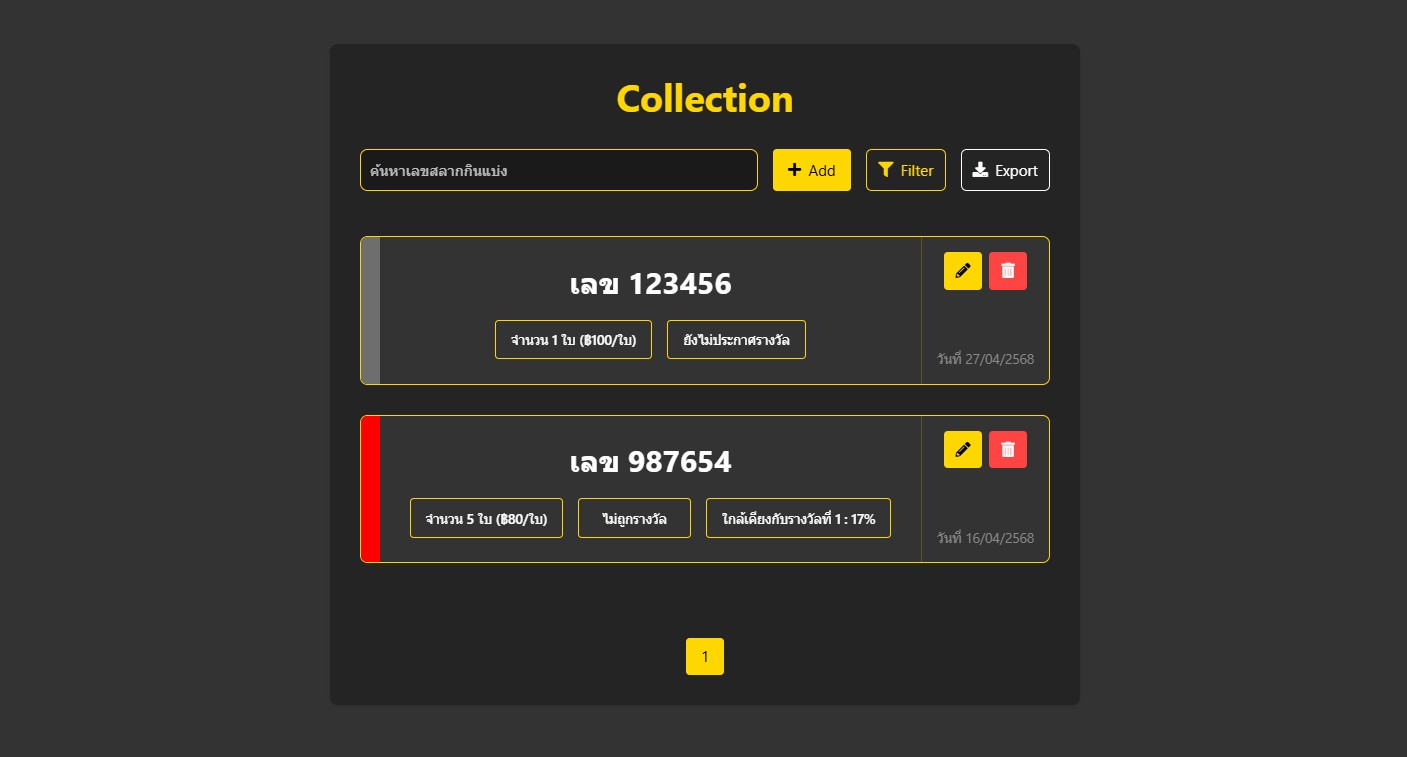 Collection
ค้นหาเลขสลากกินแบ่ง
Add
Filter
Export
เลข 123456
จำนวน 1 ใบ (฿100/ใบ)
ยังไม่ประกาศรางวัล
วันที่ 27/04/2568
เลข 987654
จำนวน 5 ใบ (฿80/ใบ)
ไม่ถูกรางวัล
ใกล้เคียงกับรางวัลที่ 1 : 17%
วันที่ 16/04/2568
1